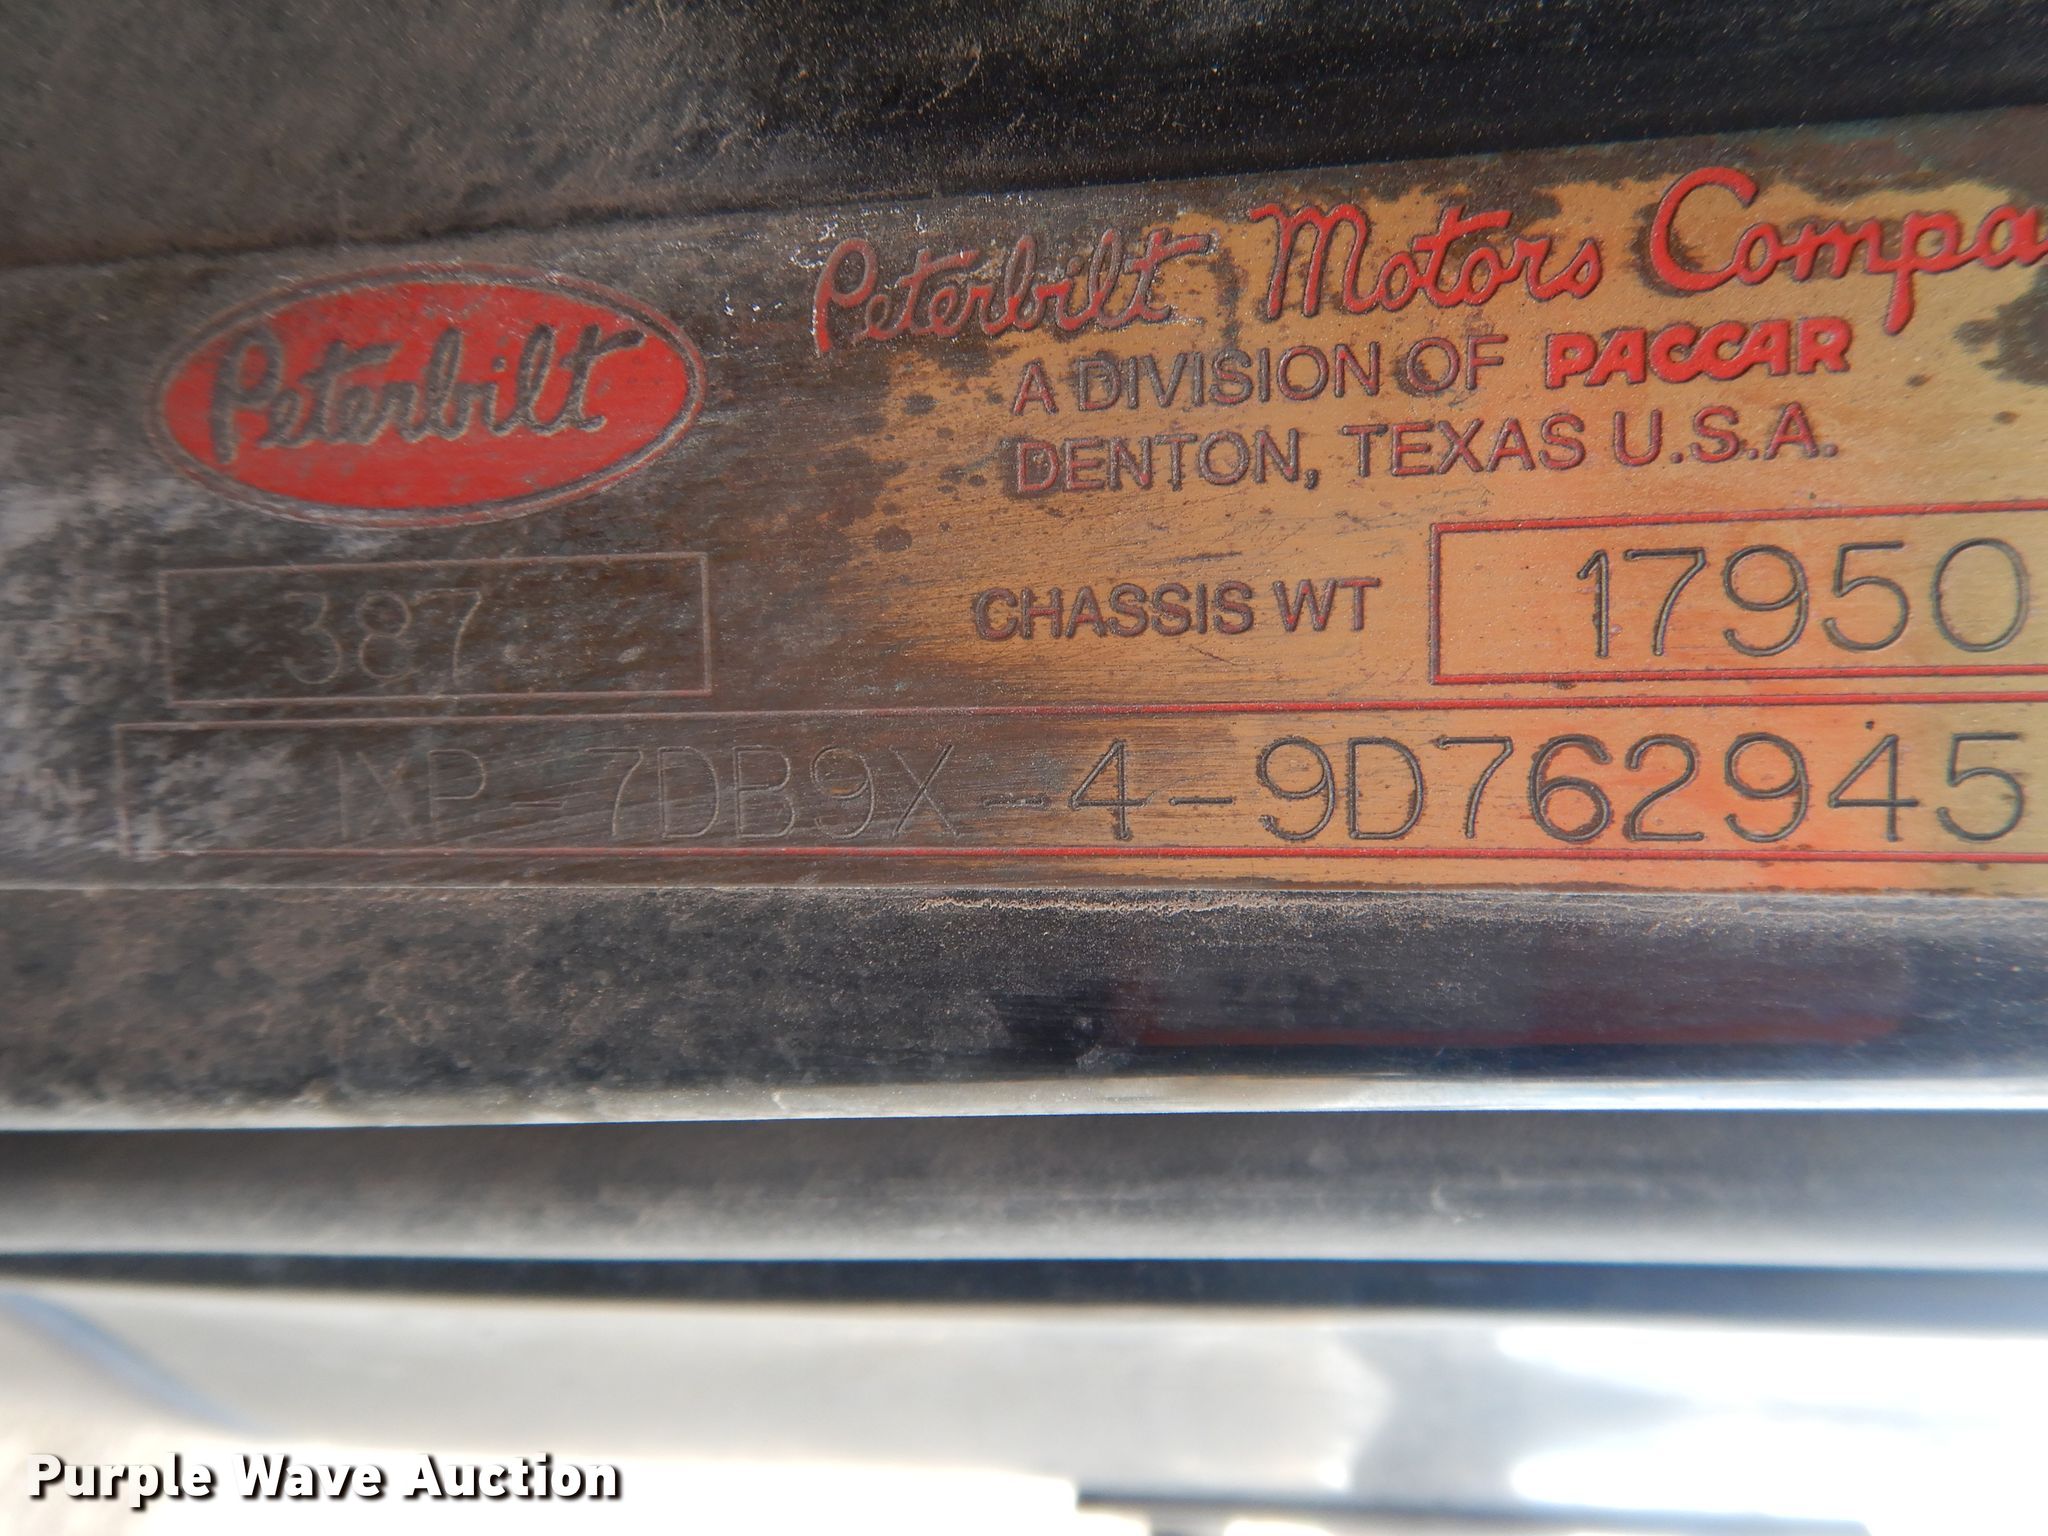 Peterbilt
Peterbilt Motors Compa
A DIVISION OF PACCAR
DENTON, TEXAS U.S.A.
387
CHASSIS WT 17950
1XP-7DB9X-4-9D762945
Purple Wave Auction